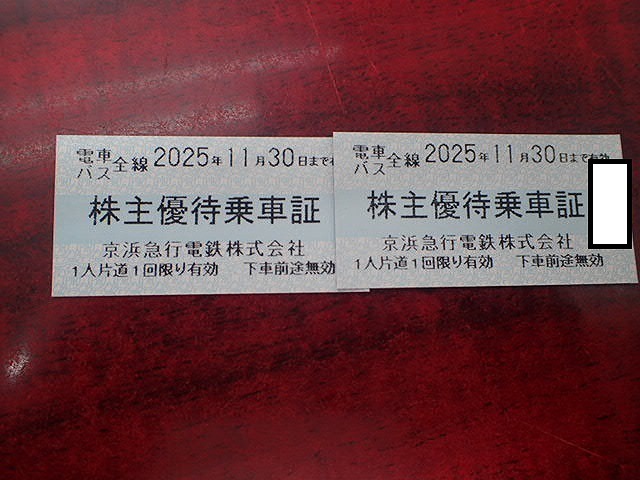 電車バス全線 2025年11月30日まで
株主優待乗車証
京浜急行電鉄株式会社
1人片道1回限り有効 下車前途無効
電車バス全線 2025年11月30日まで有効
株主優待乗車証
京浜急行電鉄株式会社
1人片道1回限り有効 下車前途無効